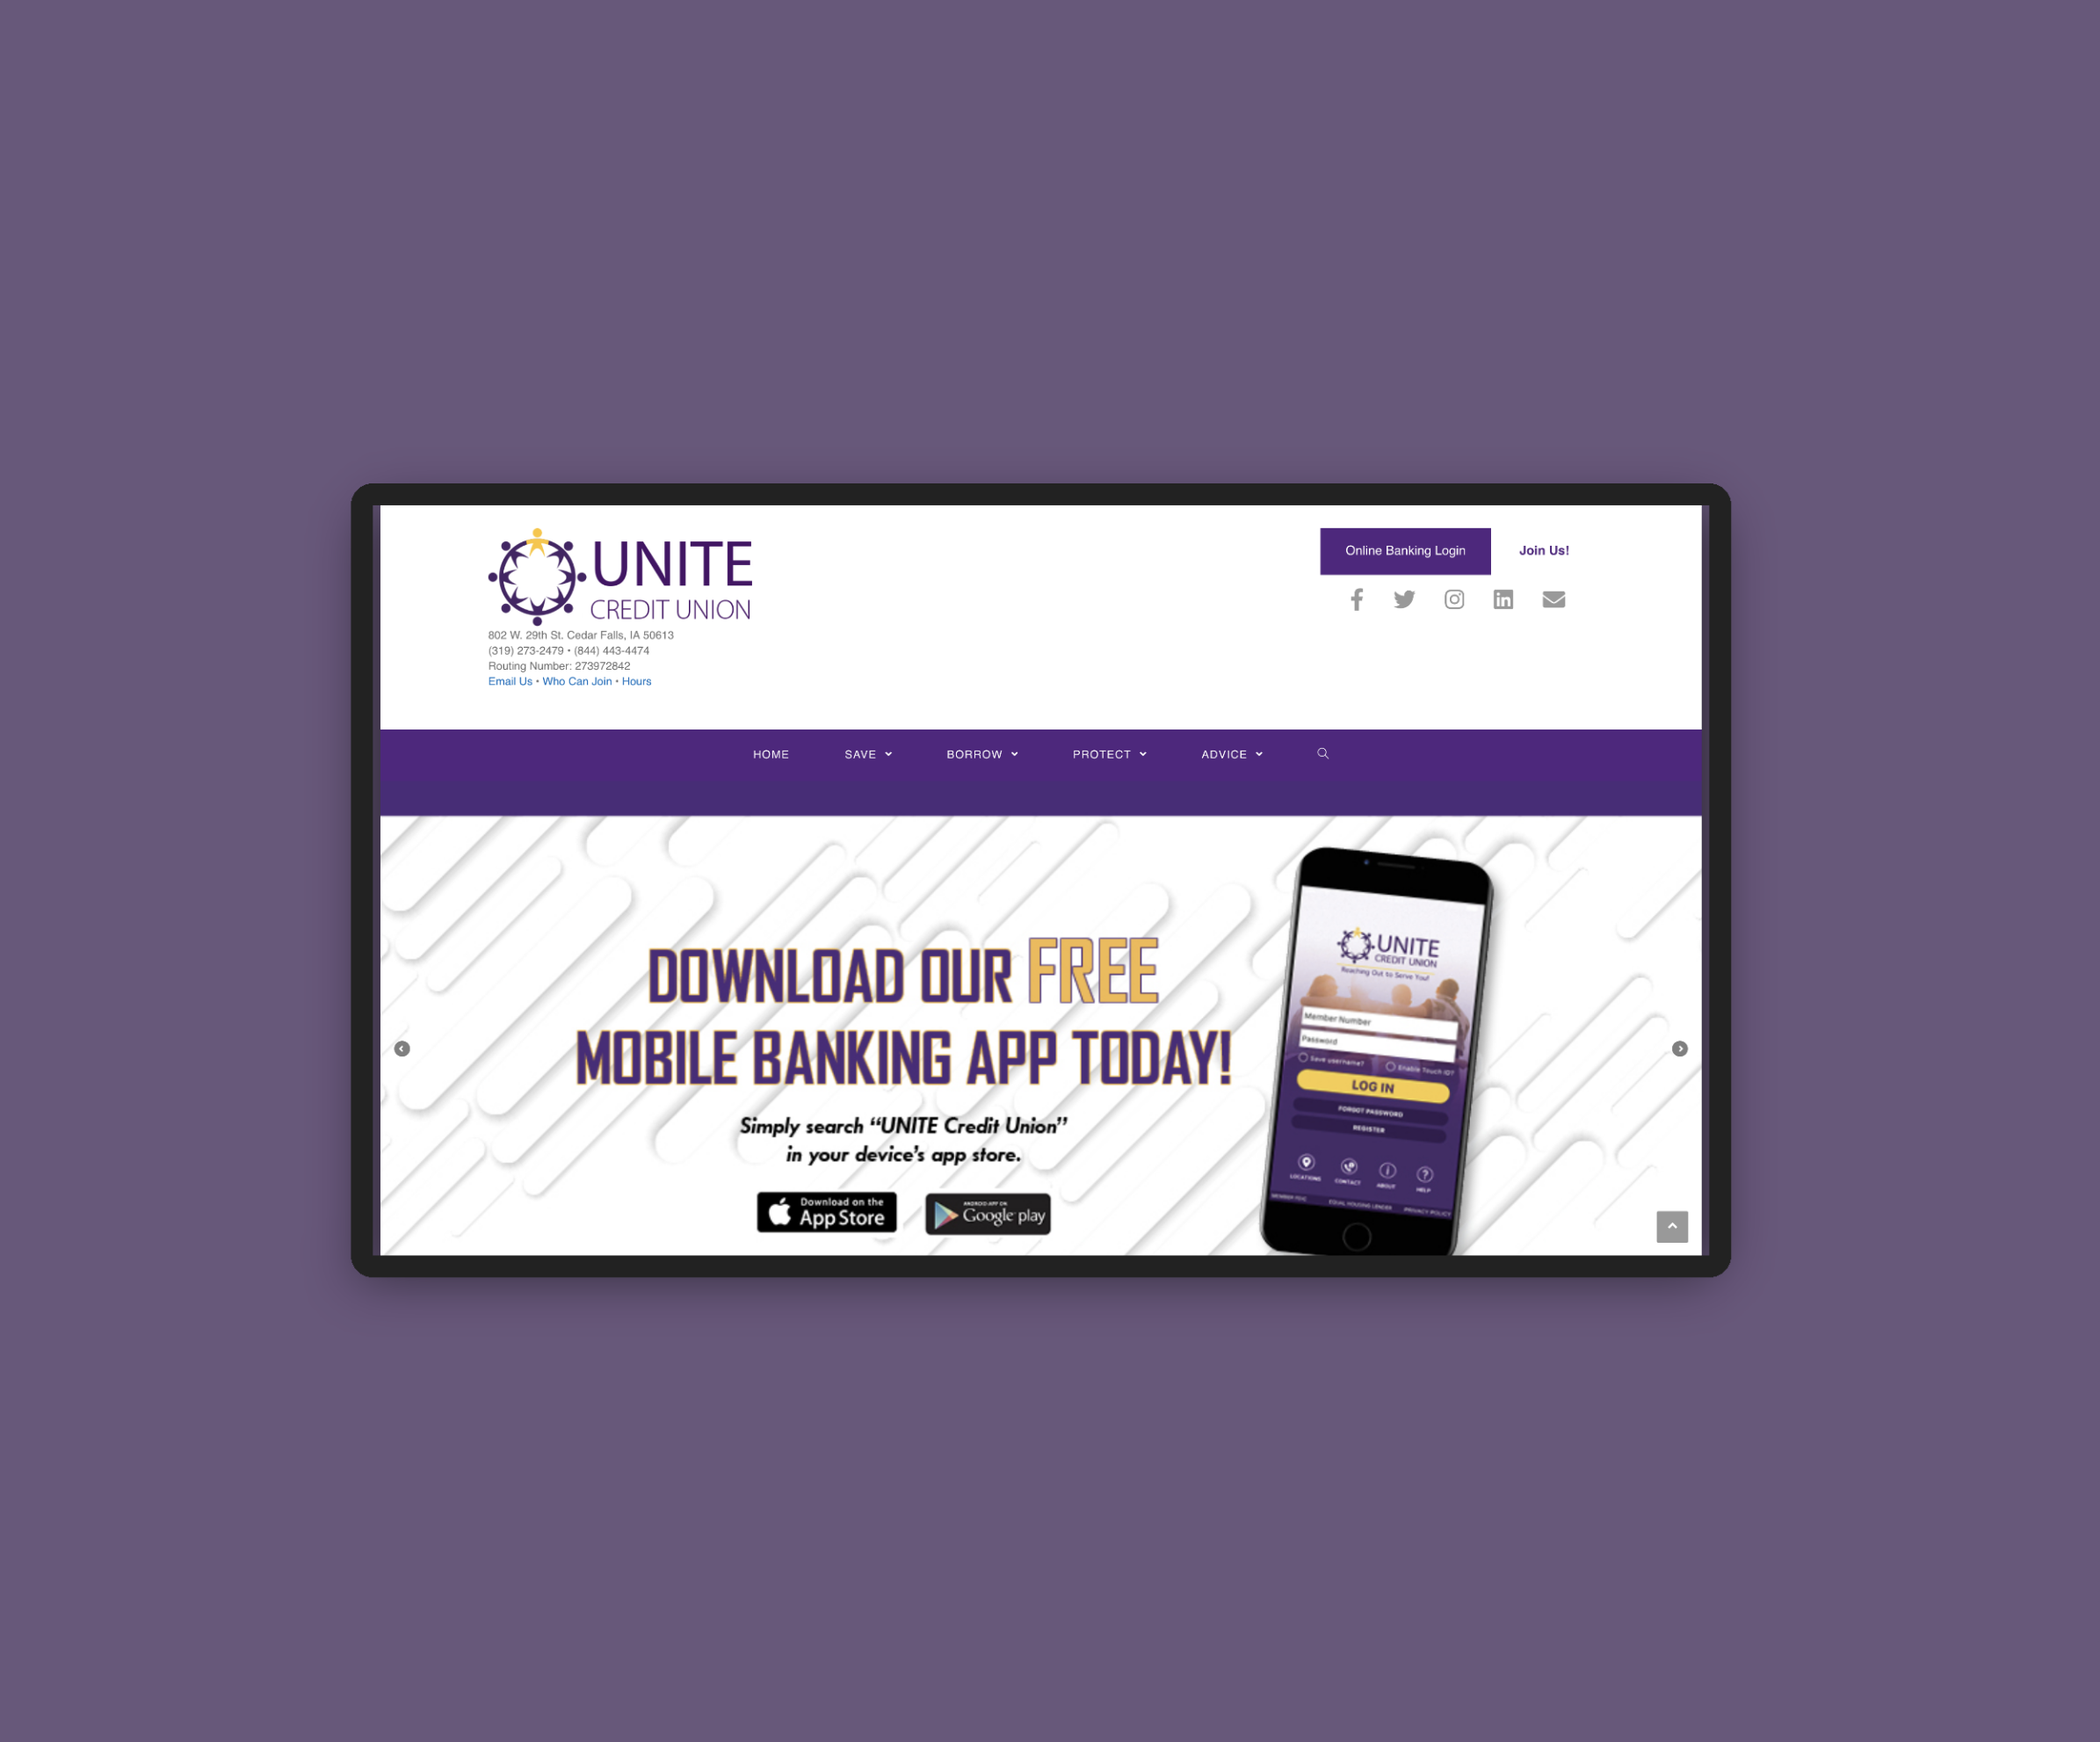 UNITE
CREDIT UNION
802 W. 29th St. Cedar Falls, IA 50613
(319) 273-2479 • (844) 443-4474
Routing Number: 273972842
Email Us • Who Can Join • Hours
Online Banking Login
Join Us!
HOME
SAVE
BORROW
PROTECT
ADVICE
DOWNLOAD OUR FREE
MOBILE BANKING APP TODAY!
Simply search “UNITE Credit Union”
in your device’s app store.
Download on the
App Store
ANDROID APP ON
Google play
UNITE
CREDIT UNION
Reaching Out to Serve You!
Member Number
Password
Save username?
Enable Touch ID?
LOG IN
FORGOT PASSWORD
REGISTER
LOCATIONS
CONTACT
ABOUT
HELP
EQUAL HOUSING LENDER
PRIVACY POLICY